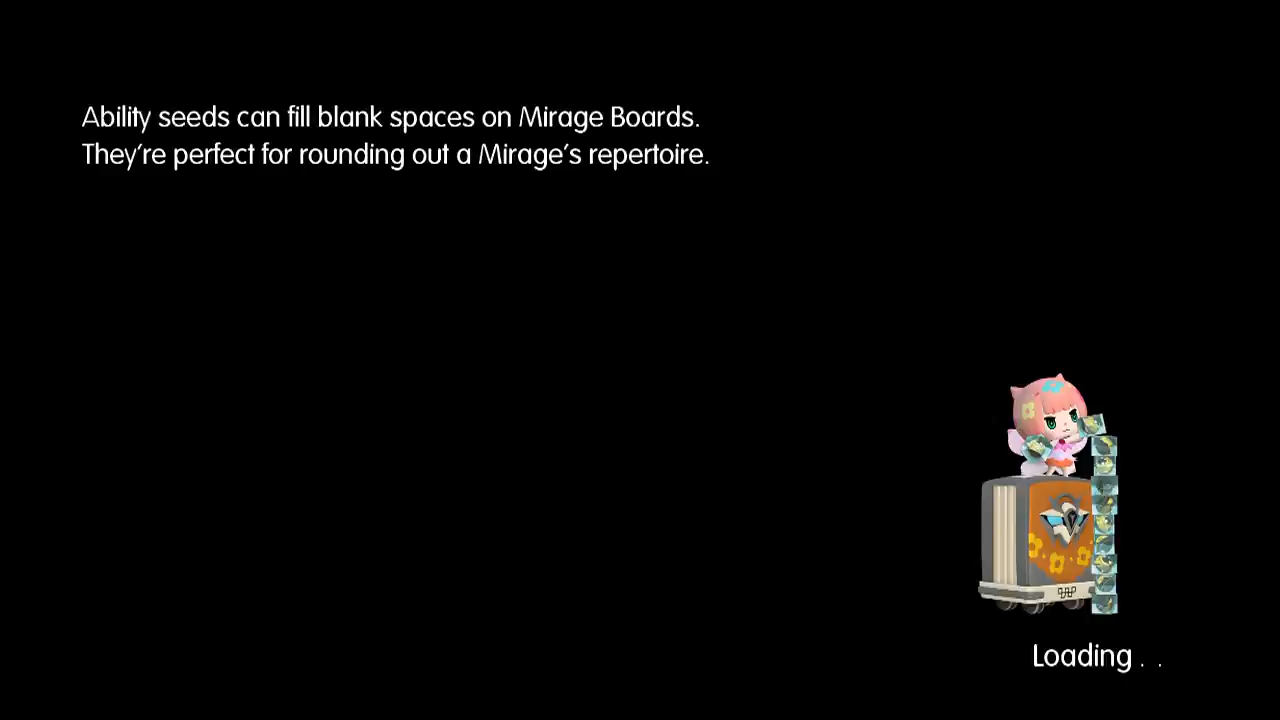 Ability seeds can fill blank spaces on Mirage Boards.
They're perfect for rounding out a Mirage's repertoire.
Loading . .